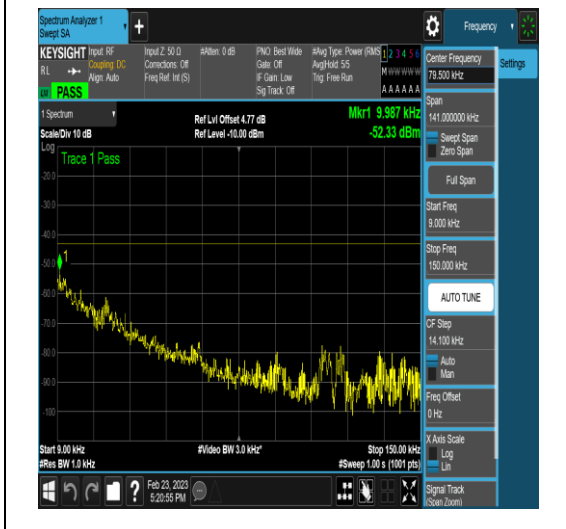 Spectrum Analyzer 1
Swept SA
+
Frequency
KEYSIGHT
RL
PASS
Input: RF
Coupling: DC
Align: Auto
Input Z: 50 Ω
Corrections: Off
Freq Ref: Int (S)
#Atten: 0 dB
PNO: Best Wide
Gate: Off
IF Gain: Low
Sig Track: Off
#Avg Type: Power (RMS
Avg|Hold: 5/5
Trig: Free Run
1 2 3 4 5 6
M W W W W W
A A A A A A
Center Frequency
79.500 kHz
Settings
Span
141.000000 kHz
Swept Span
Zero Span
Full Span
Start Freq
9.000 kHz
Stop Freq
150.000 kHz
AUTO TUNE
CF Step
14.100 kHz
Auto
Man
Freq Offset
0 Hz
X Axis Scale
Log
Lin
Signal Track
(Span Zoom)
1 Spectrum
Scale/Div 10 dB
Ref Lvl Offset 4.77 dB
Ref Level -10.00 dBm
Mkr1 9.987 kHz
-52.33 dBm
Log
Trace 1 Pass
-20.0
-30.0
-40.0
-50.0
1
-60.0
-70.0
-80.0
-90.0
-100
Start 9.00 kHz
#Res BW 1.0 kHz
#Video BW 3.0 kHz*
Stop 150.00 kHz
#Sweep 1.00 s (1001 pts)
?
Feb 23, 2023
5:20:55 PM